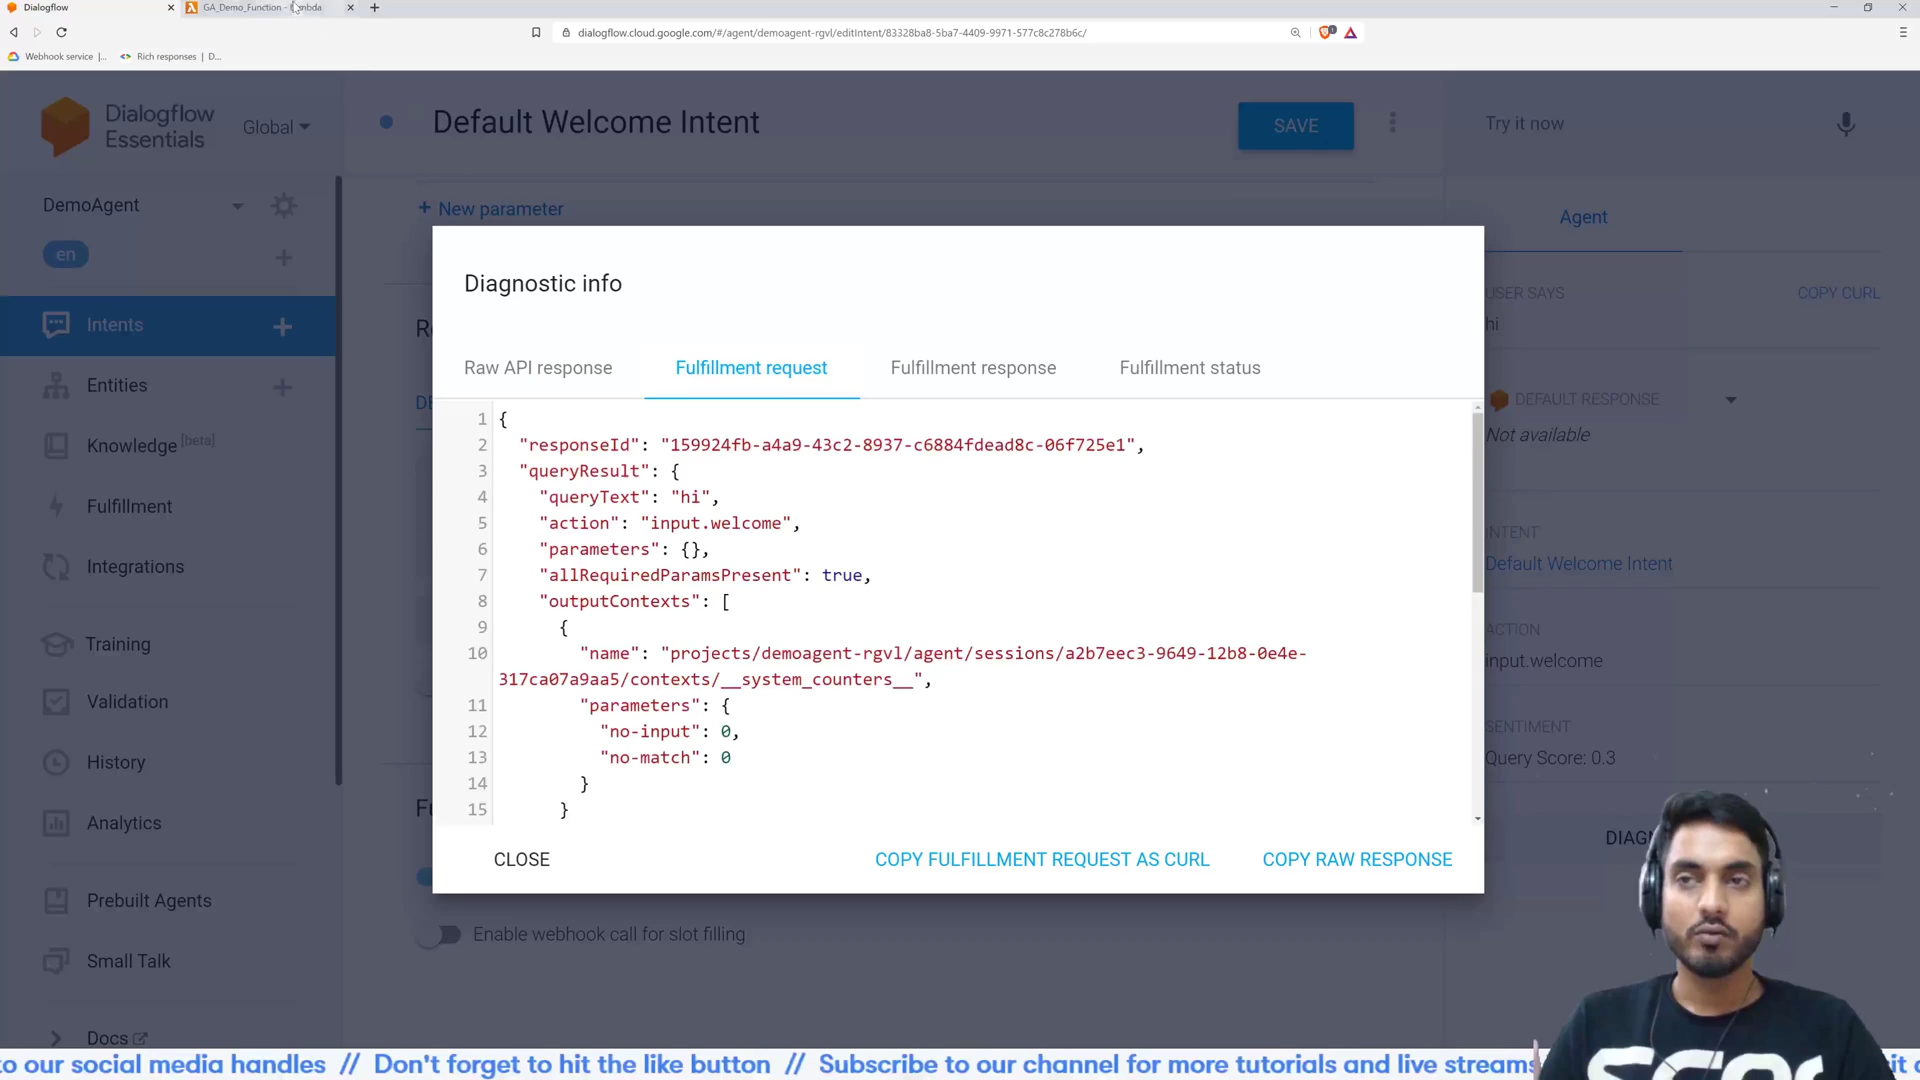 Dialogflow
GA_Demo_Function - Lambda
dialogflow.cloud.google.com/#/agent/demoagent-rgvl/editIntent/83328ba8-5ba7-4409-9971-577c8c278b6c/
Webhook service |...
Rich responses | D...
Dialogflow
Essentials
Global
Default Welcome Intent
SAVE
Try it now
DemoAgent
en
Intents
Entities
Knowledge [beta]
Fulfillment
Integrations
Training
Validation
History
Analytics
Prebuilt Agents
Small Talk
Docs
+ New parameter
Diagnostic info
Raw API response
Fulfillment request
Fulfillment response
Fulfillment status
1 {
2 "responseId": "159924fb-a4a9-43c2-8937-c6884fdead8c-06f725e1",
3 "queryResult": {
4 "queryText": "hi",
5 "action": "input.welcome",
6 "parameters": {},
7 "allRequiredParamsPresent": true,
8 "outputContexts": [
9 {
10 "name": "projects/demoagent-rgvl/agent/sessions/a2b7eec3-9649-12b8-0e4e-
317ca07a9aa5/contexts/__system_counters__",
11 "parameters": {
12 "no-input": 0,
13 "no-match": 0
14 }
15 }
CLOSE
COPY FULFILLMENT REQUEST AS CURL
COPY RAW RESPONSE
Enable webhook call for slot filling
Agent
USER SAYS
COPY CURL
hi
DEFAULT RESPONSE
Not available
INTENT
Default Welcome Intent
ACTION
input.welcome
SENTIMENT
Query Score: 0.3
DIAG
to our social media handles // Don't forget to hit the like button // Subscribe to our channel for more tutorials and live streams